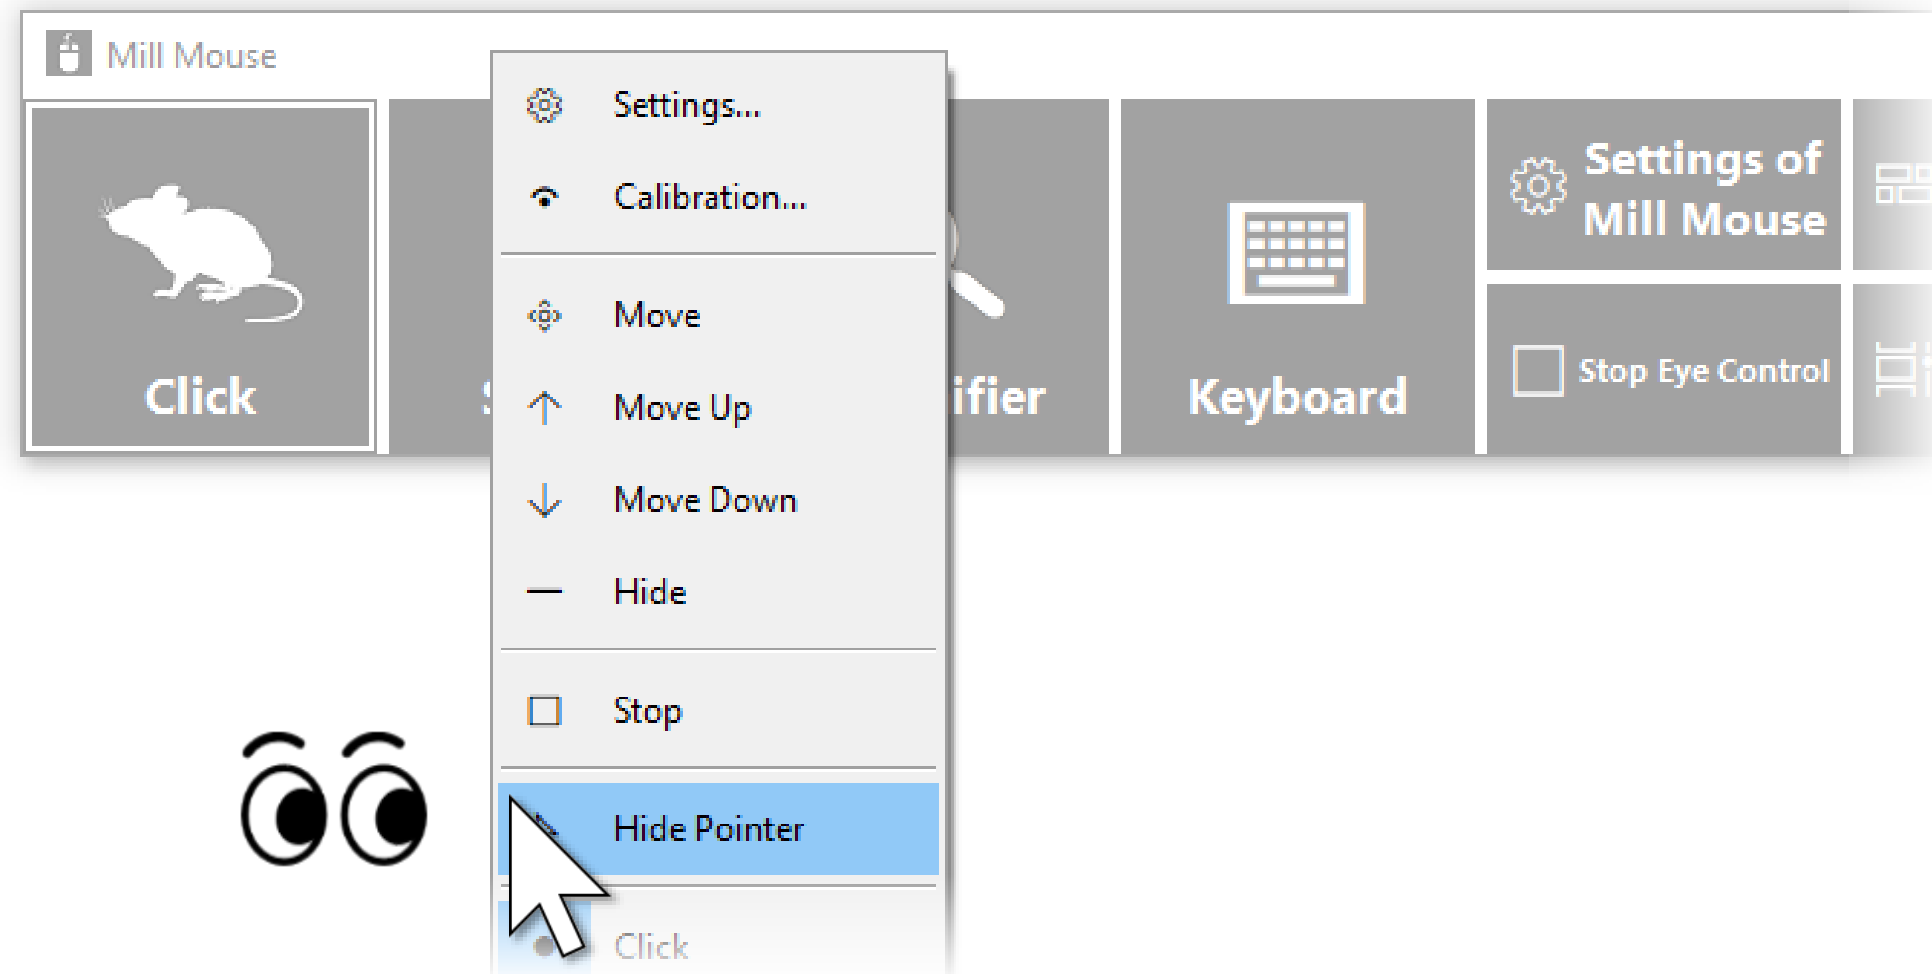 Mill Mouse
Settings...
Calibration...
Move
Move Up
Move Down
Hide
Stop
Hide Pointer
Click
Click
ifier
Keyboard
Settings of
Mill Mouse
Stop Eye Control